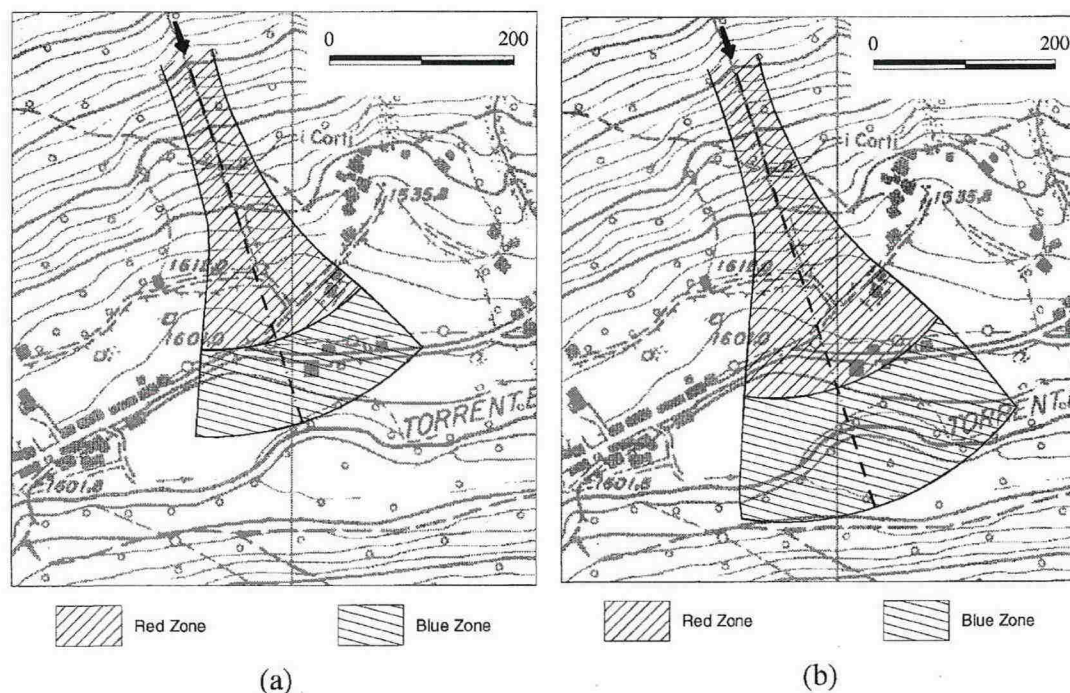 0 200
i Corti
1535,8
1618,0
1601,0
TORRENT.E
1601,8
Red Zone
Blue Zone
(a)
0 200
i Corti
1535,8
1618,0
1601,0
TORRENT.E
1601,8
Red Zone
Blue Zone
(b)